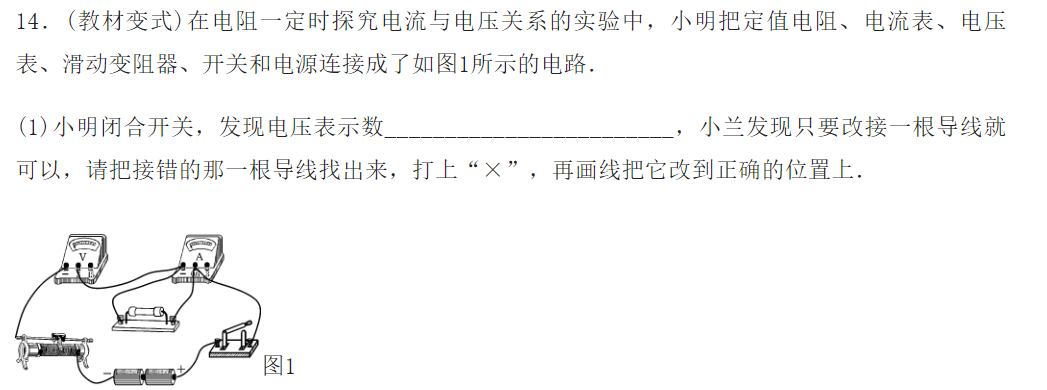 14. (教材变式)在电阻一定时探究电流与电压关系的实验中，小明把定值电阻、电流表、电压
表、滑动变阻器、开关和电源连接成了如图1所示的电路．
(1)小明闭合开关，发现电压表示数________________________，小兰发现只要改接一根导线就
可以，请把接错的那一根导线找出来，打上“×”，再画线把它改到正确的位置上．
V
A
－
＋
图1